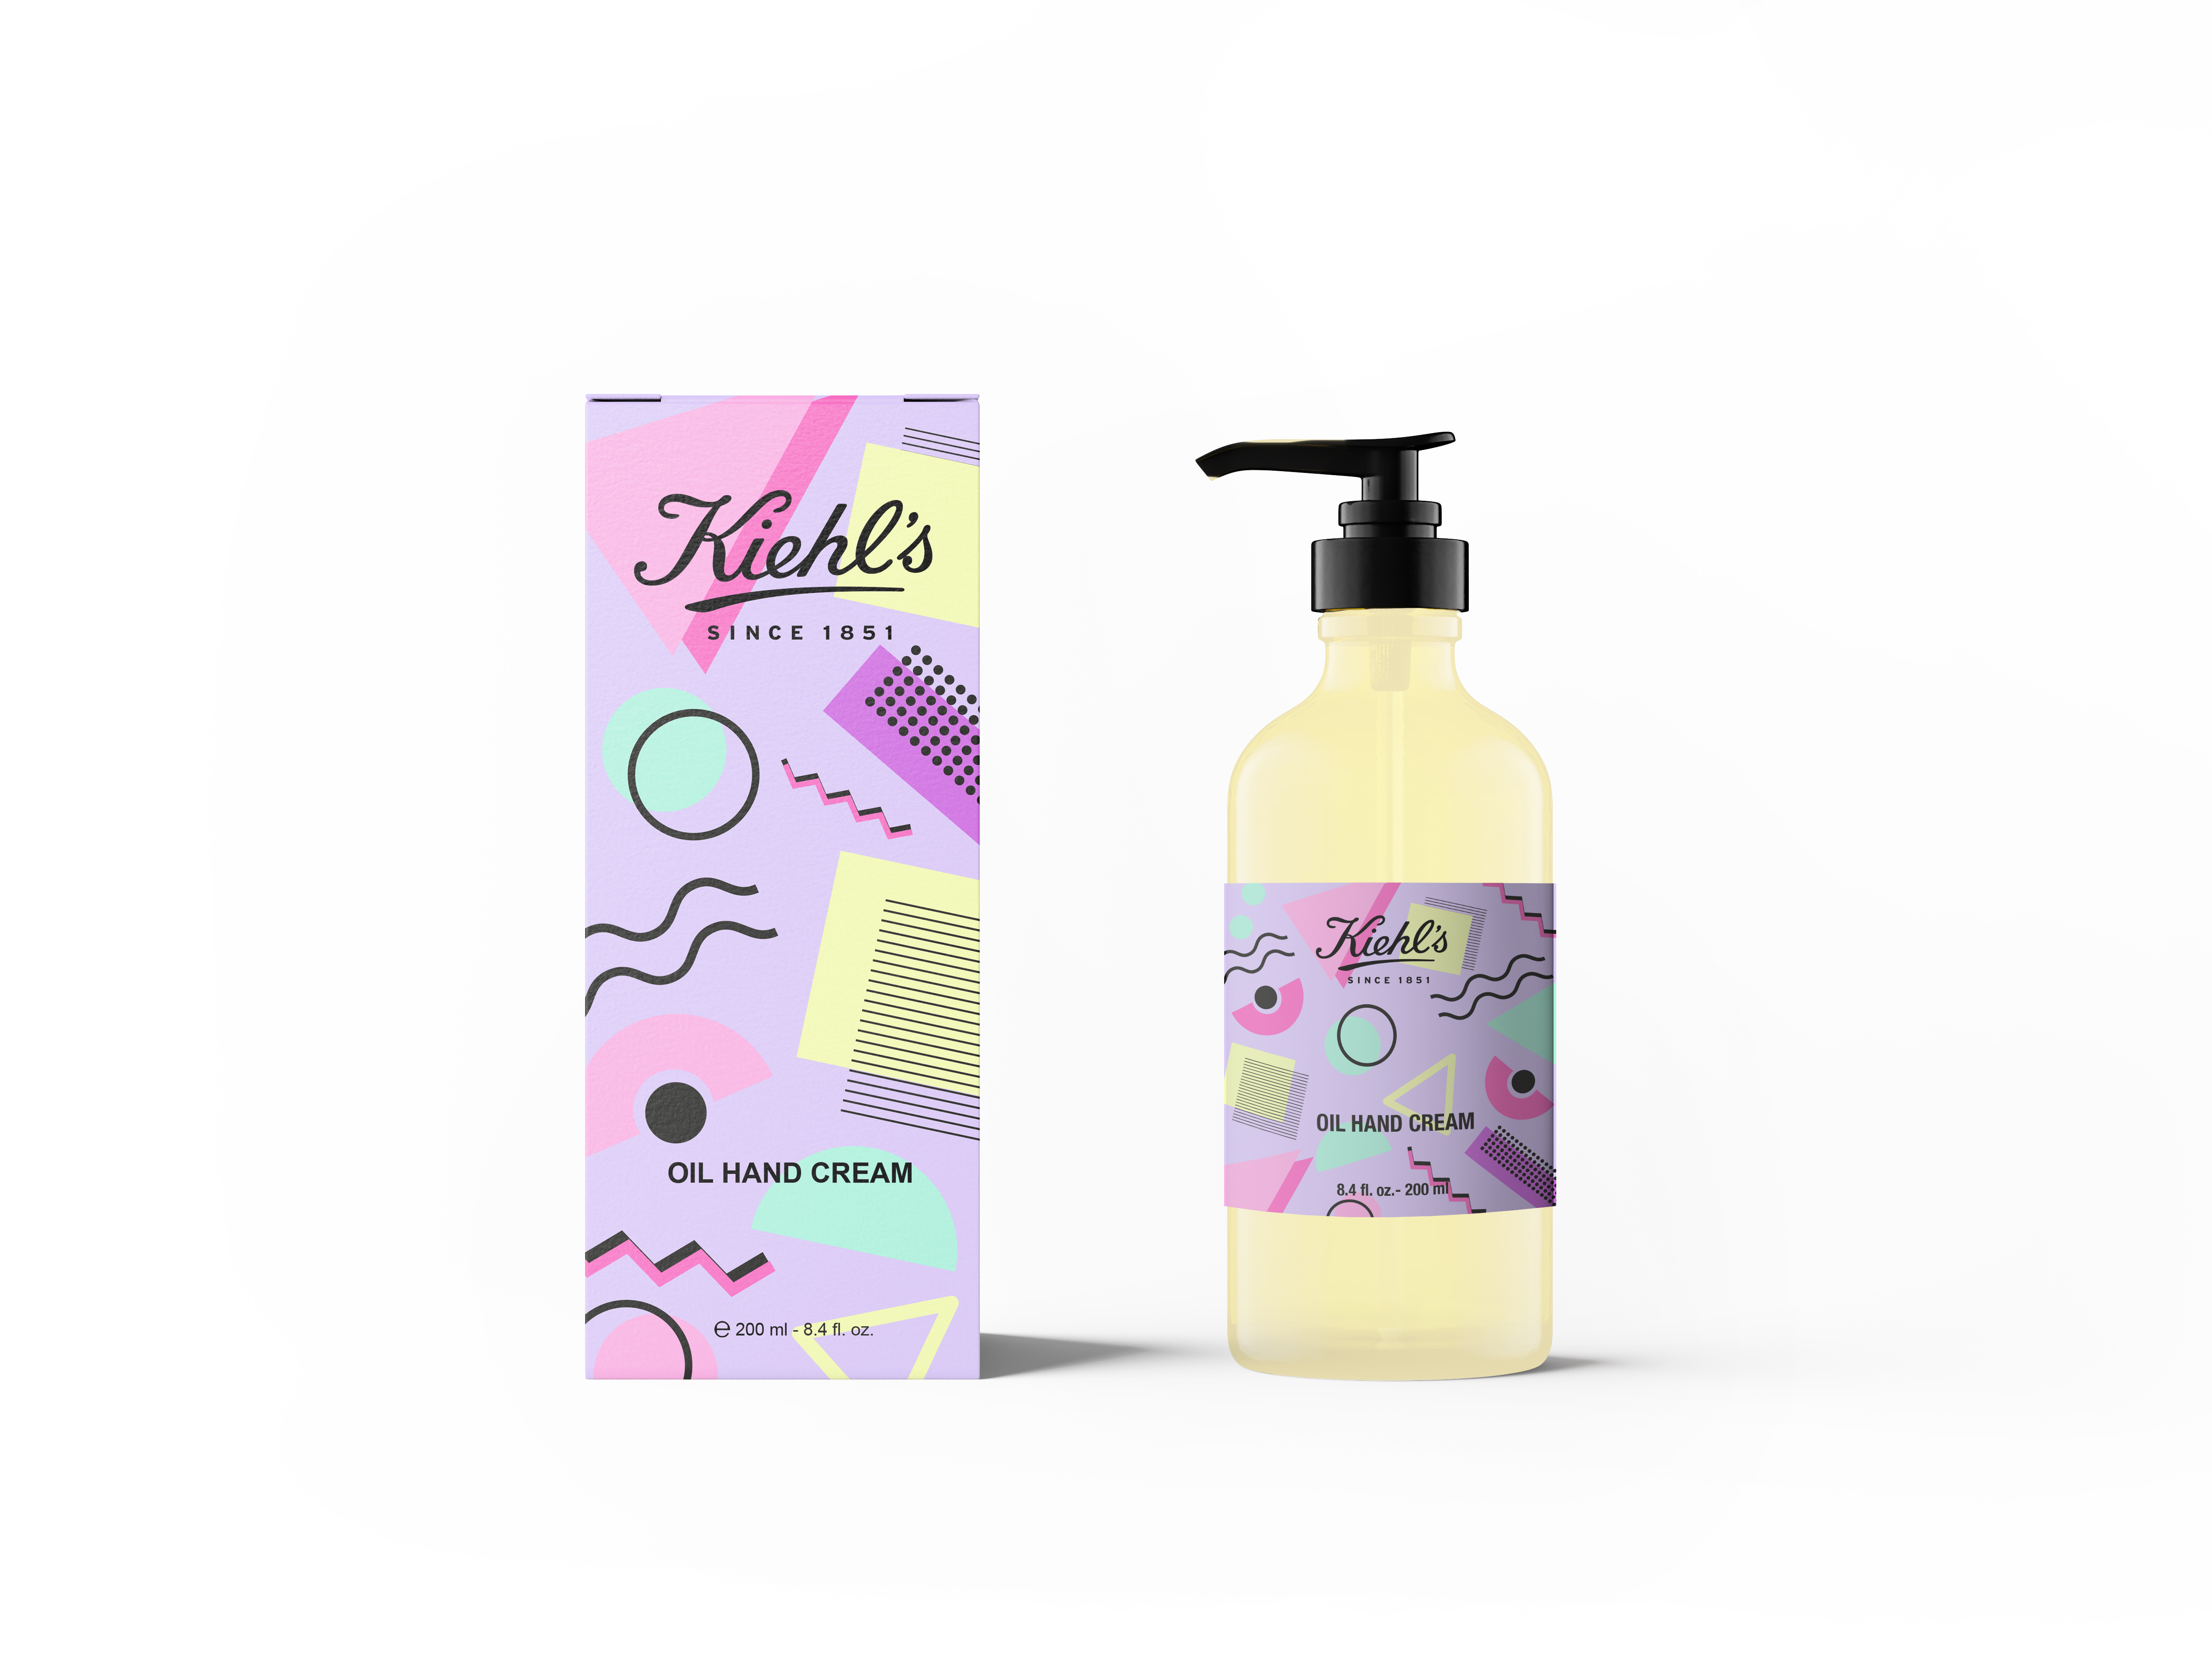 Kiehl's
SINCE 1851
OIL HAND CREAM
℮ 200 ml - 8.4 fl. oz.
Kiehl's
SINCE 1851
OIL HAND CREAM
8.4 fl. oz.- 200 ml